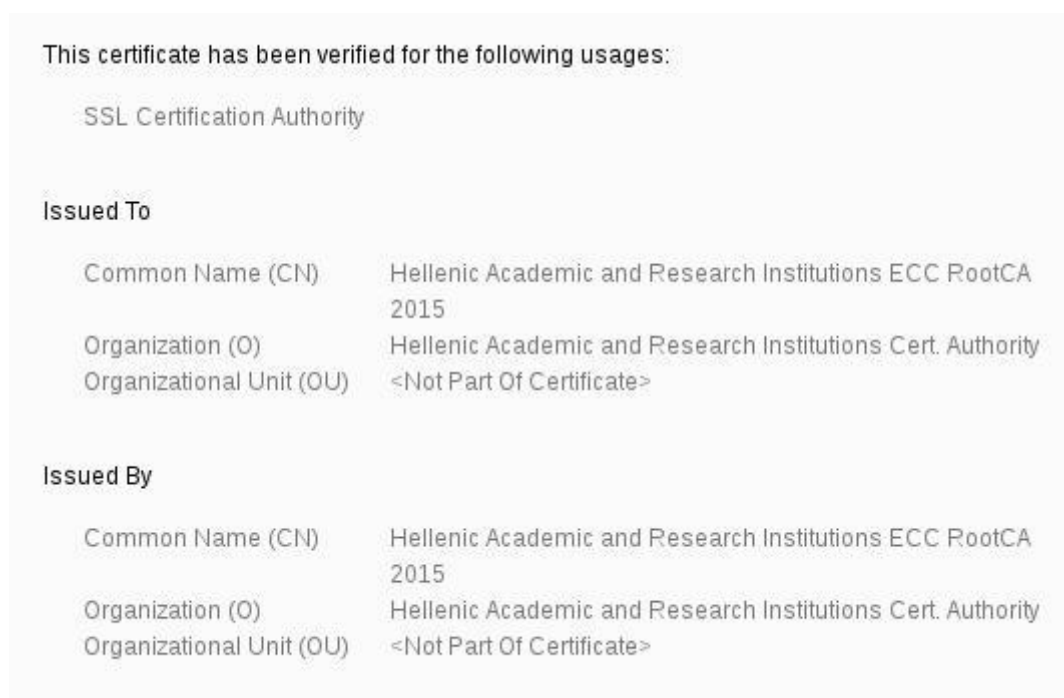 This certificate has been verified for the following usages:
SSL Certification Authority
Issued To
Common Name (CN) Hellenic Academic and Research Institutions ECC RootCA
2015
Organization (O) Hellenic Academic and Research Institutions Cert. Authority
Organizational Unit (OU) <Not Part Of Certificate>
Issued By
Common Name (CN) Hellenic Academic and Research Institutions ECC RootCA
2015
Organization (O) Hellenic Academic and Research Institutions Cert. Authority
Organizational Unit (OU) <Not Part Of Certificate>